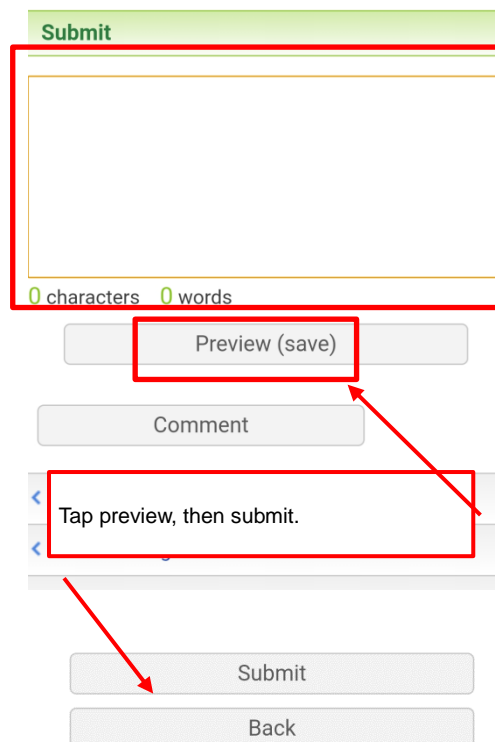 Submit
0 characters 0 words
Preview (save)
Comment
Tap preview, then submit.
Submit
Back